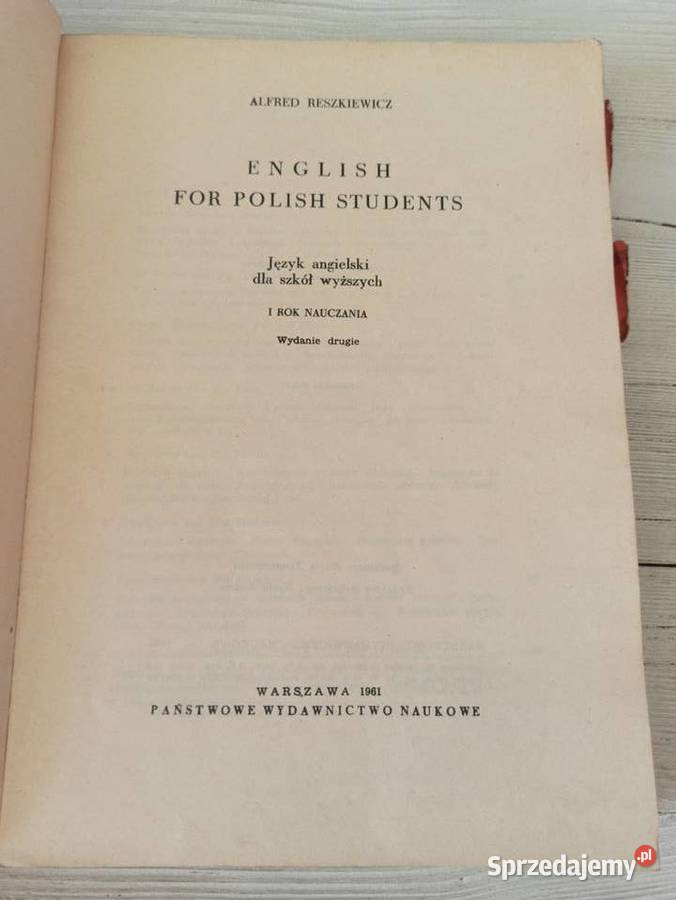 ALFRED RESZKIEWICZ
ENGLISH
FOR POLISH STUDENTS
Język angielski
dla szkół wyższych
I ROK NAUCZANIA
Wydanie drugie
WARSZAWA 1961
PAŃSTWOWE WYDAWNICTWO NAUKOWE
Sprzedajemy.pl